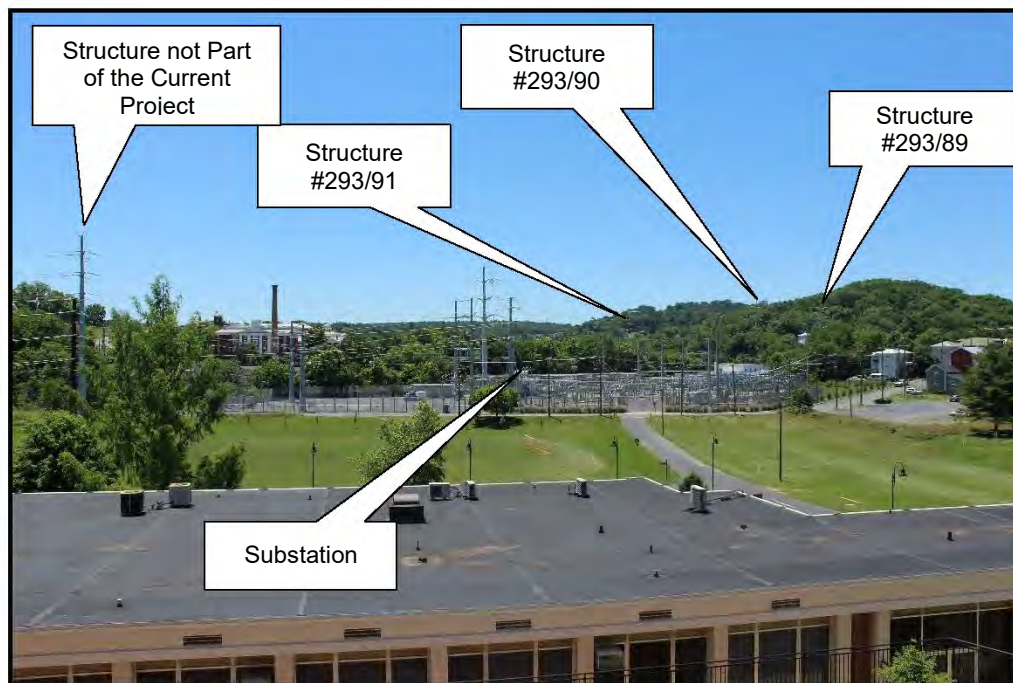 Structure not Part
of the Current
Project
Structure
#293/90
Structure
#293/89
Structure
#293/91
Substation